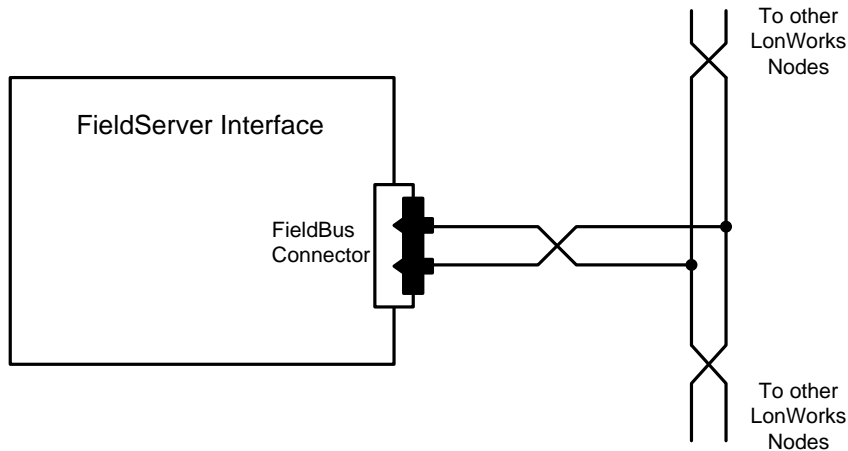 To other
LonWorks
Nodes
FieldServer Interface
FieldBus
Connector
To other
LonWorks
Nodes